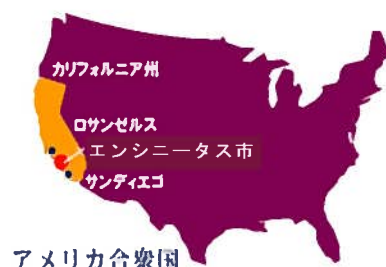 カリフォルニア州
ロサンゼルス
エンシニータス市
サンディエゴ
アメリカ合衆国